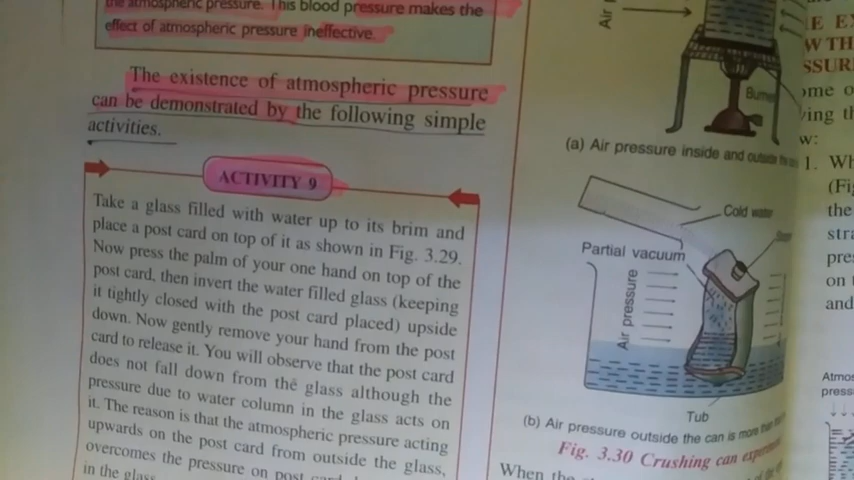 the atmospheric pressure. This blood pressure makes the
effect of atmospheric pressure ineffective.
The existence of atmospheric pressure
can be demonstrated by the following simple
activities.
ACTIVITY 9
Take a glass filled with water up to its brim and
place a post card on top of it as shown in Fig. 3.29.
Now press the palm of your one hand on top of the
post card, then invert the water filled glass (keeping
it tightly closed with the post card placed) upside
down. Now gently remove your hand from the post
card to release it. You will observe that the post card
does not fall down from the glass although the
pressure due to water column in the glass acts on
it. The reason is that the atmospheric pressure acting
upwards on the post card from outside the glass,
overcomes the pressure on post card
in the glass
Air
Burner
(a) Air pressure inside and outside the
Cold water
Partial vacuum
Air pressure
Tub
(b) Air pressure outside the can is more than
Fig. 3.30 Crushing can
When the
1.
(Fig
the
on
and